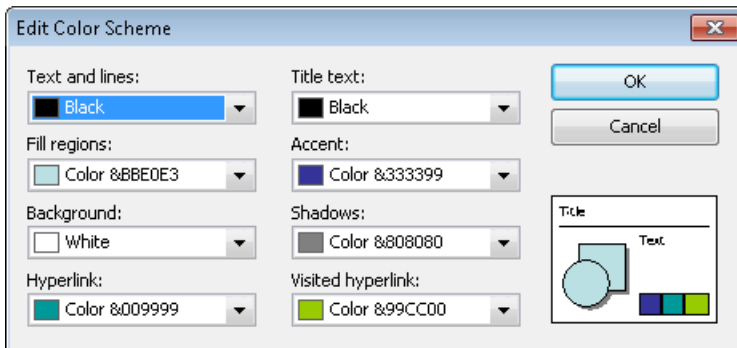 Edit Color Scheme
Text and lines:
Title text:
OK
Black
Black
Cancel
Fill regions:
Accent:
Color &BBE0E3
Color &333399
Background:
Shadows:
Title
White
Color &808080
Text
Hyperlink:
Visited hyperlink:
Color &009999
Color &99CC00